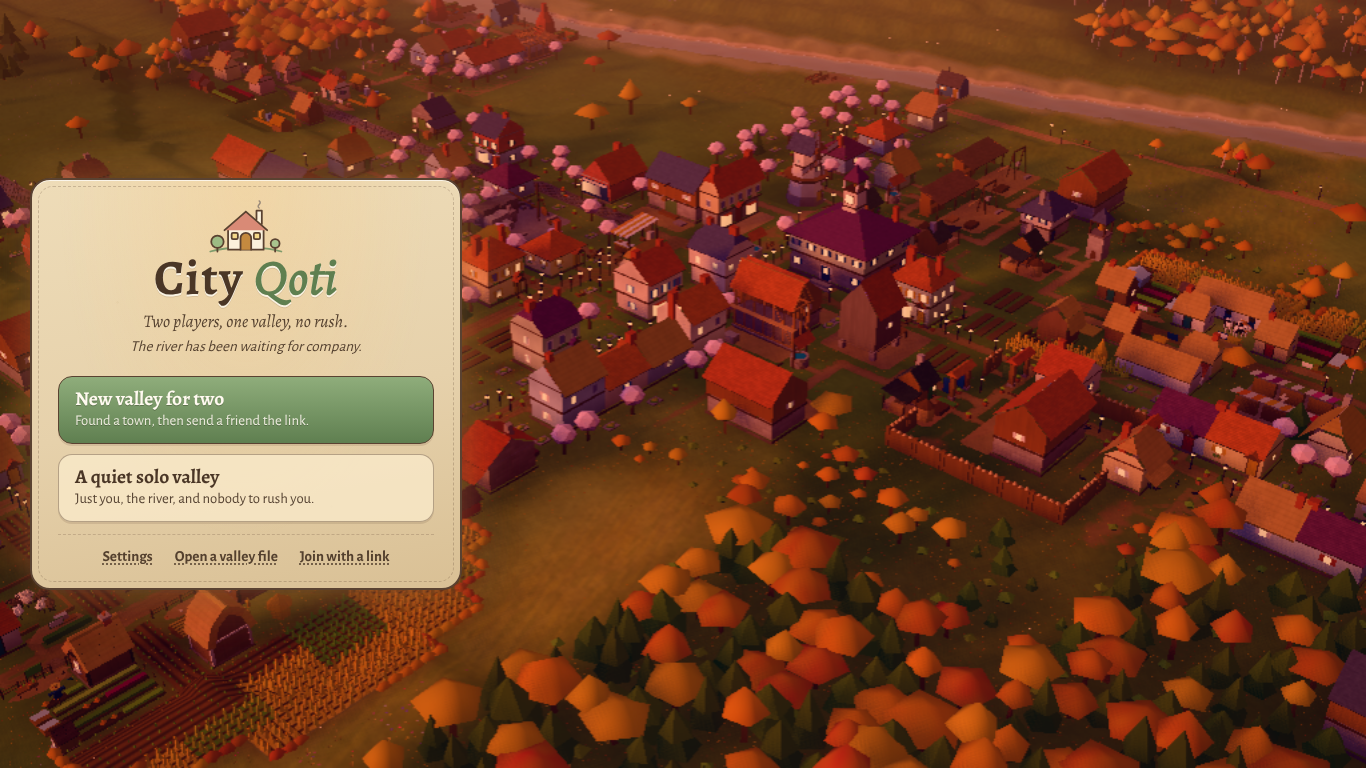 City Qoti
Two players, one valley, no rush.
The river has been waiting for company.
New valley for two
Found a town, then send a friend the link.
A quiet solo valley
Just you, the river, and nobody to rush you.
Settings Open a valley file Join with a link